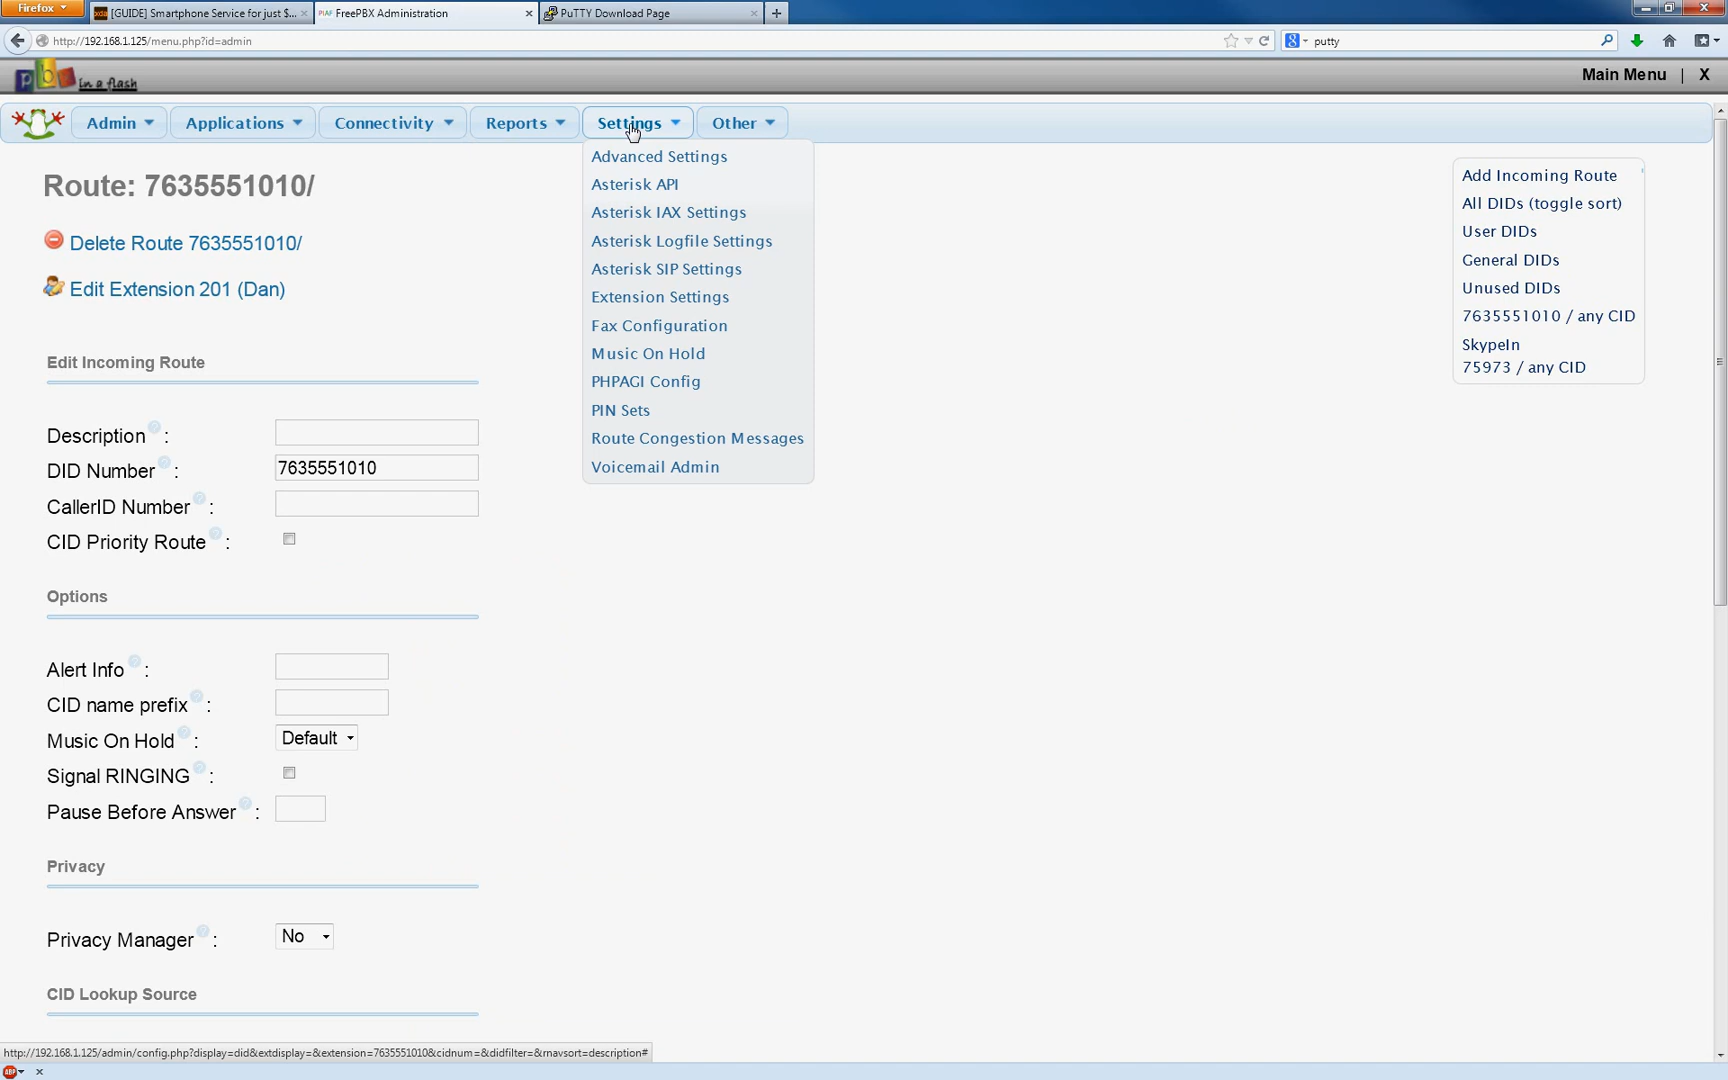 Firefox
[GUIDE] Smartphone Service for just $...
PIAF FreePBX Administration
PuTTY Download Page
http://192.168.1.125/menu.php?id=admin
putty
pbx in a flash
Main Menu | X
Admin Applications Connectivity Reports Settings Other
Advanced Settings
Asterisk API
Asterisk IAX Settings
Asterisk Logfile Settings
Asterisk SIP Settings
Extension Settings
Fax Configuration
Music On Hold
PHPAGI Config
PIN Sets
Route Congestion Messages
Voicemail Admin
Add Incoming Route
All DIDs (toggle sort)
User DIDs
General DIDs
Unused DIDs
7635551010 / any CID
SkypeIn
75973 / any CID
Route: 7635551010/
Delete Route 7635551010/
Edit Extension 201 (Dan)
Edit Incoming Route
Description ? :
DID Number ? : 7635551010
CallerID Number ? :
CID Priority Route ? :
Options
Alert Info ? :
CID name prefix ? :
Music On Hold ? : Default
Signal RINGING ? :
Pause Before Answer ? :
Privacy
Privacy Manager ? : No
CID Lookup Source
http://192.168.1.125/admin/config.php?display=did&extdisplay=&extension=7635551010&cidnum=&didfilter=&rnavsort=description#
ABP